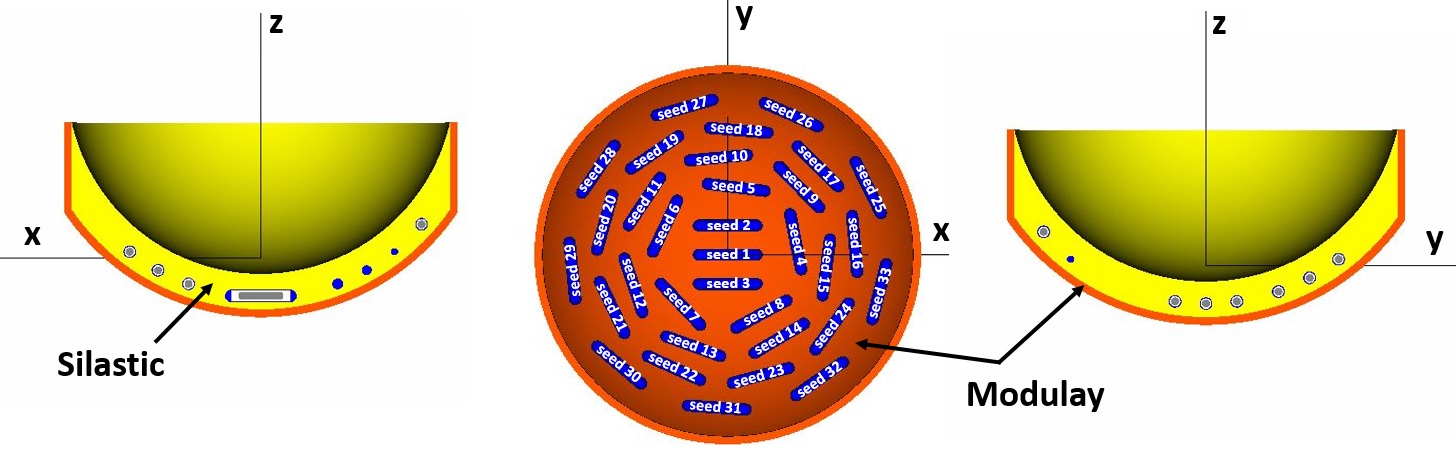 z
x
Silastic
y
x
seed 27
seed 26
seed 18
seed 19
seed 28
seed 10
seed 17
seed 5
seed 9
seed 25
seed 11
seed 6
seed 20
seed 2
seed 4
seed 16
seed 1
seed 15
seed 29
seed 12
seed 3
seed 33
seed 21
seed 7
seed 8
seed 24
seed 13
seed 14
seed 30
seed 22
seed 23
seed 32
seed 31
z
y
Modulay